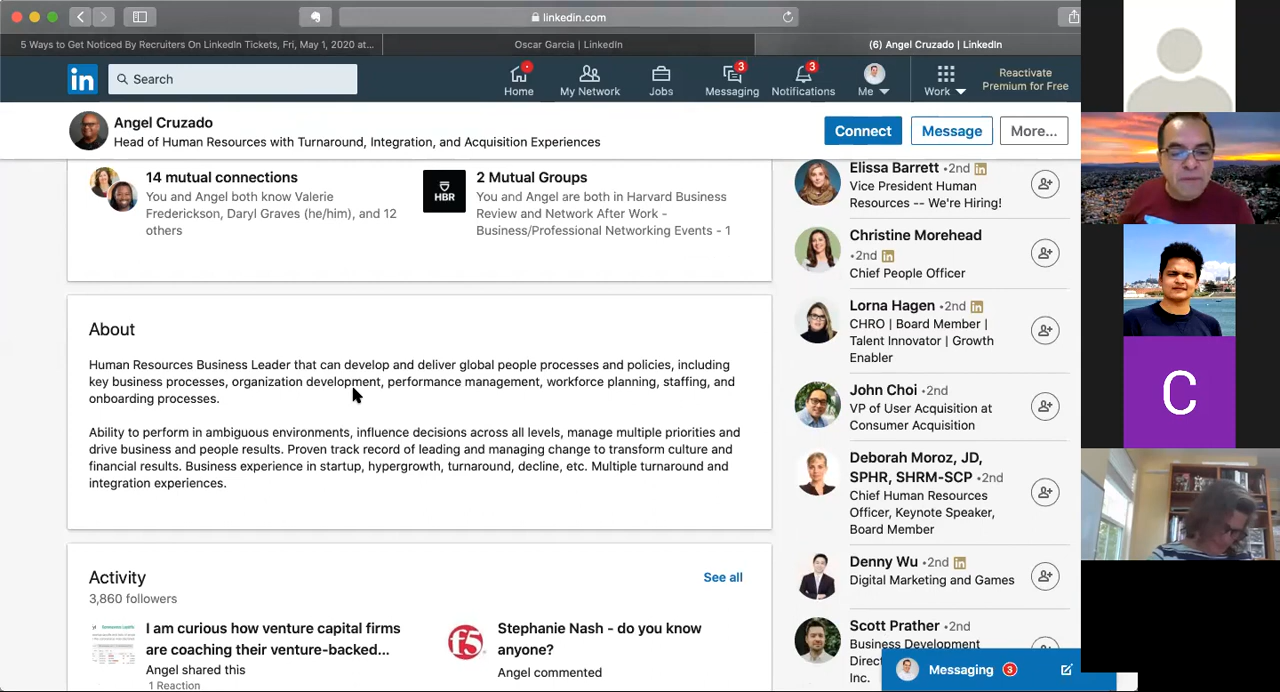 linkedin.com
5 Ways to Get Noticed By Recruiters On LinkedIn Tickets, Fri, May 1, 2020 at...
Oscar Garcia | LinkedIn
(6) Angel Cruzado | LinkedIn
in
Search
Home
My Network
Jobs
3
Messaging
3
Notifications
Me
Work
Reactivate
Premium for Free
Angel Cruzado
Head of Human Resources with Turnaround, Integration, and Acquisition Experiences
Connect
Message
More...
14 mutual connections
You and Angel both know Valerie
Frederickson, Daryl Graves (he/him), and 12
others
HBR
2 Mutual Groups
You and Angel are both in Harvard Business
Review and Network After Work -
Business/Professional Networking Events - 1
About
Human Resources Business Leader that can develop and deliver global people processes and policies, including
key business processes, organization development, performance management, workforce planning, staffing, and
onboarding processes.
Ability to perform in ambiguous environments, influence decisions across all levels, manage multiple priorities and
drive business and people results. Proven track record of leading and managing change to transform culture and
financial results. Business experience in startup, hypergrowth, turnaround, decline, etc. Multiple turnaround and
integration experiences.
Activity
See all
3,860 followers
I am curious how venture capital firms
are coaching their venture-backed...
Angel shared this
1 Reaction
f5
Stephanie Nash - do you know
anyone?
Angel commented
Elissa Barrett •2nd in
Vice President Human
Resources -- We're Hiring!
Christine Morehead
•2nd in
Chief People Officer
Lorna Hagen •2nd in
CHRO | Board Member |
Talent Innovator | Growth
Enabler
John Choi •2nd
VP of User Acquisition at
Consumer Acquisition
Deborah Moroz, JD,
SPHR, SHRM-SCP •2nd
Chief Human Resources
Officer, Keynote Speaker,
Board Member
Denny Wu •2nd in
Digital Marketing and Games
Scott Prather •2nd
Business Development
Direc
Inc.
Messaging 3
C